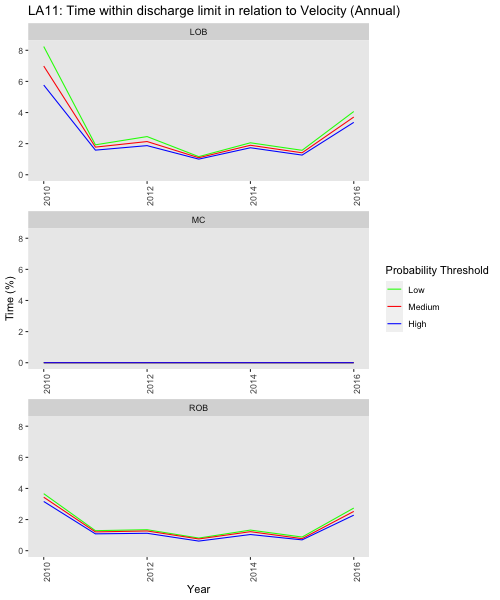 LA11: Time within discharge limit in relation to Velocity (Annual)
LOB
8
6
4
2
0
2010
2012
2014
2016
MC
8
6
4
2
0
2010
2012
2014
2016
Time (%)
Probability Threshold
Low
Medium
High
ROB
8
6
4
2
0
2010
2012
2014
2016
Year